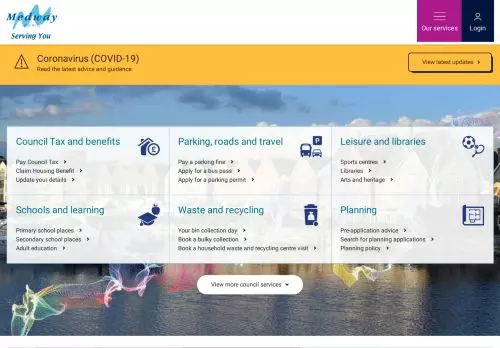 Medway
Serving You
Our services
Login
Coronavirus (COVID-19)
Read the latest advice and guidance.
View latest updates
Council Tax and benefits
Pay Council Tax
Claim Housing Benefit
Update your details
Parking, roads and travel
Pay a parking fine
Apply for a bus pass
Apply for a parking permit
Leisure and libraries
Sports centres
Libraries
Arts and heritage
Schools and learning
Primary school places
Secondary school places
Adult education
Waste and recycling
Your bin collection day
Book a bulky collection
Book a household waste and recycling centre visit
Planning
Pre-application advice
Search for planning applications
Planning policy
View more council services